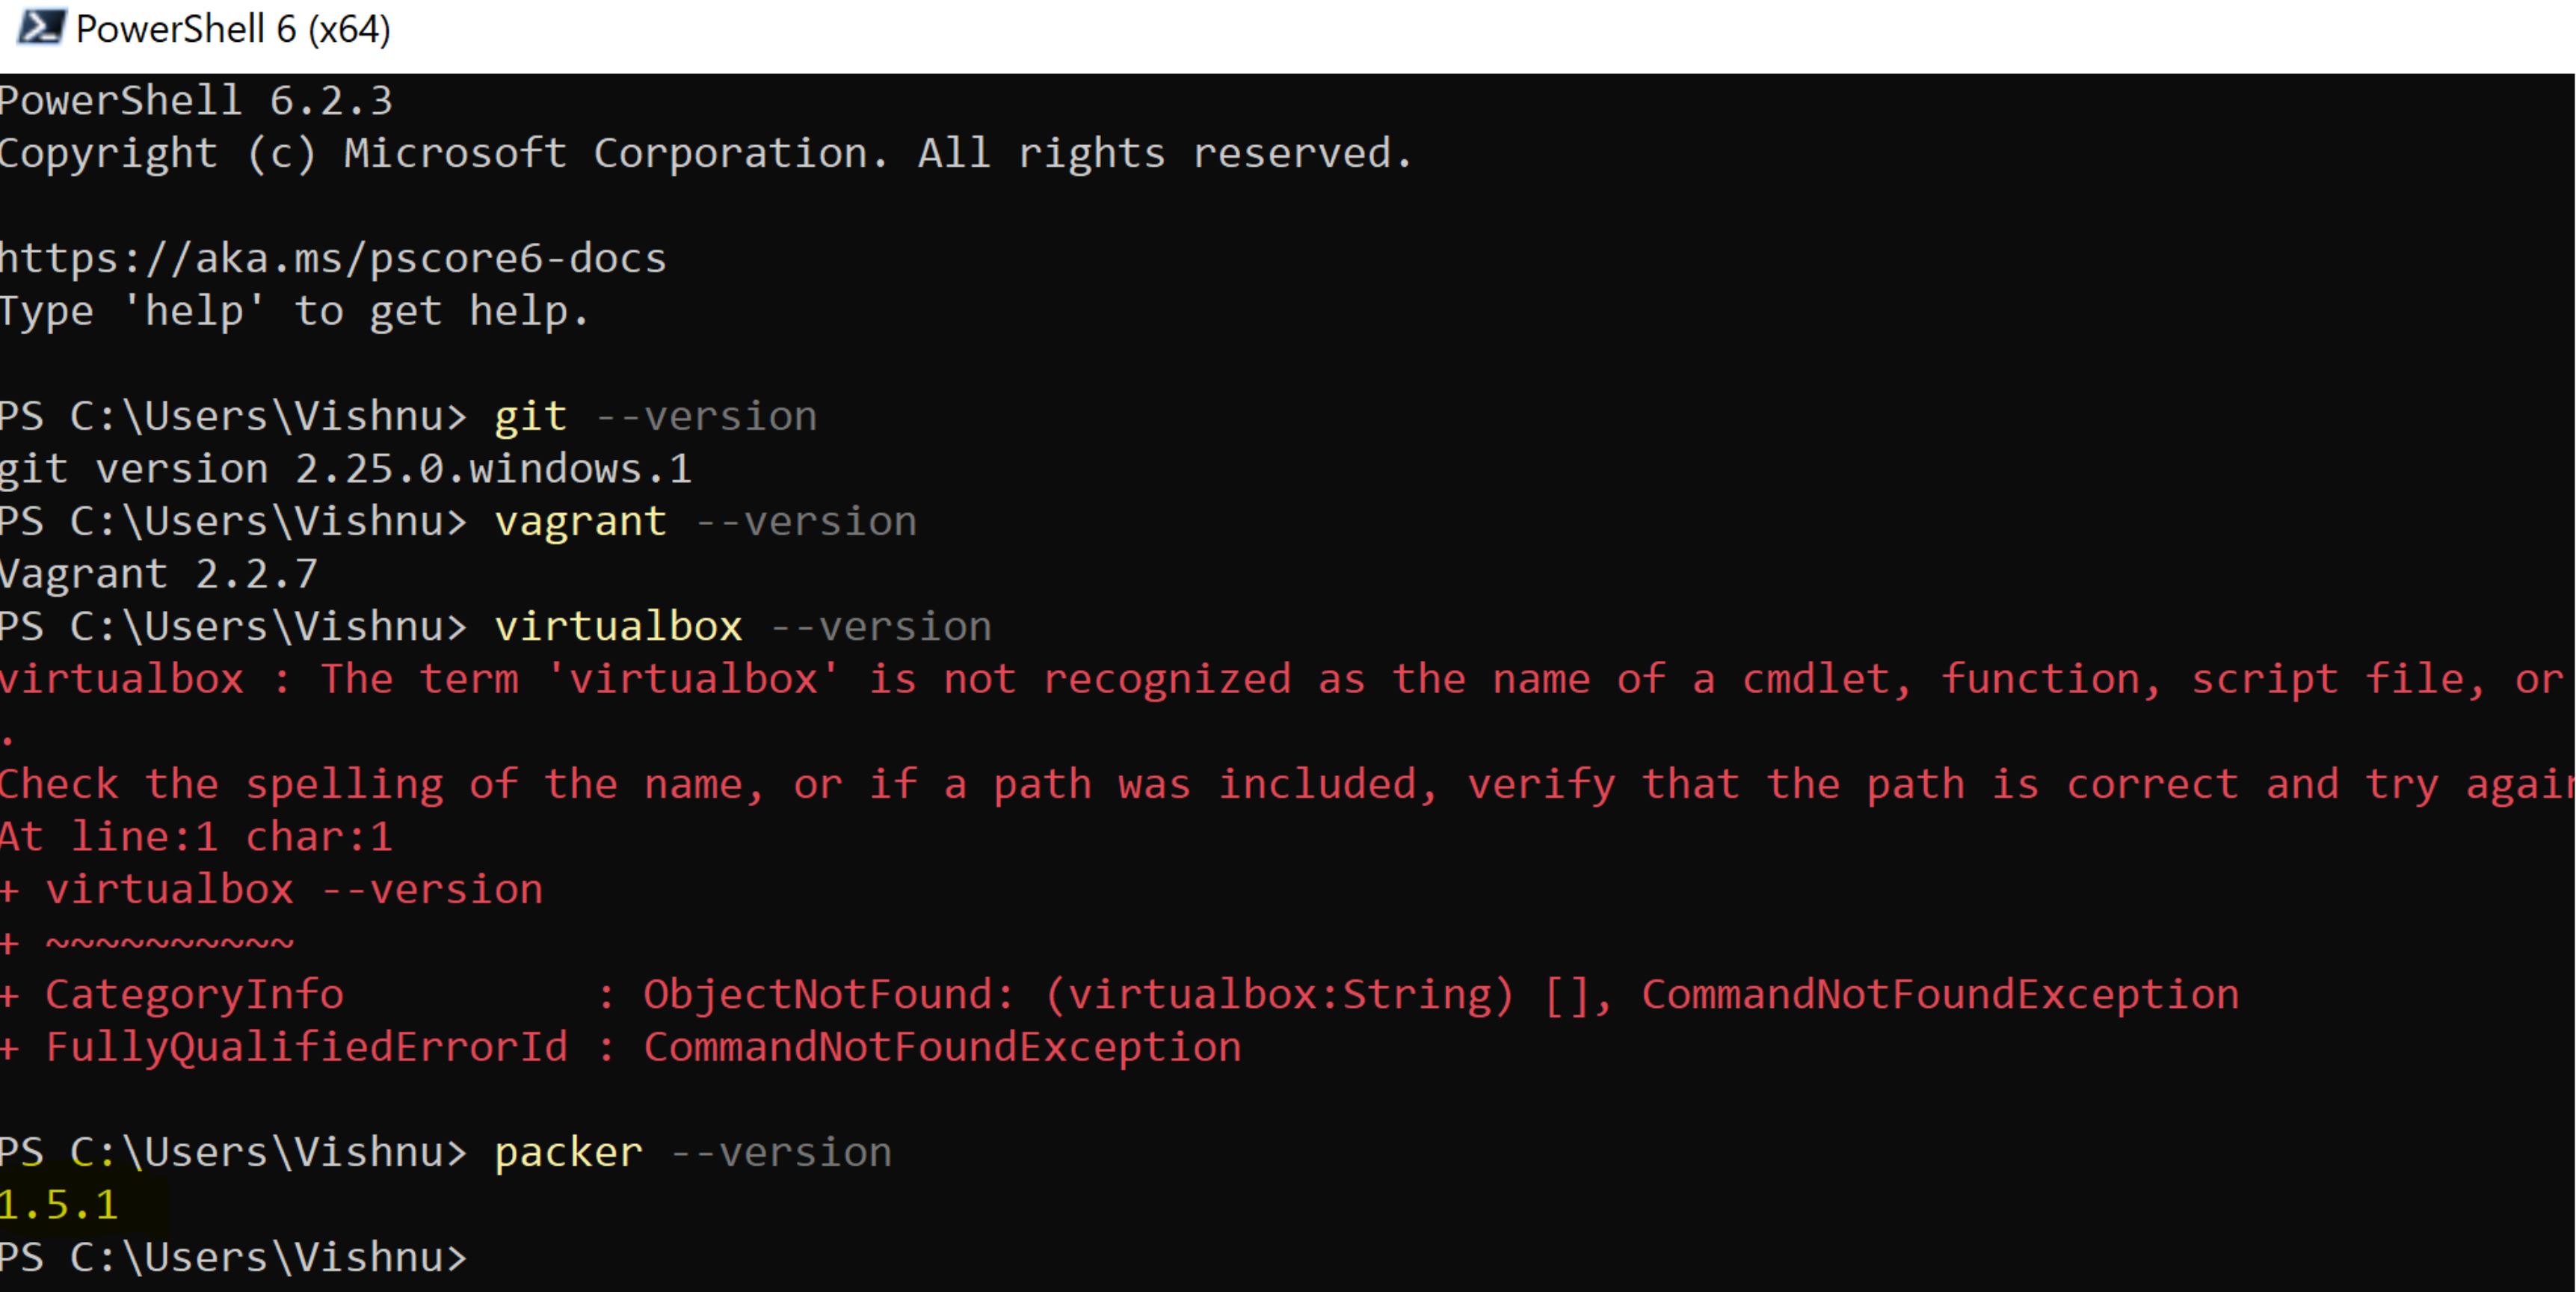 PowerShell 6 (x64)
PowerShell 6.2.3
Copyright (c) Microsoft Corporation. All rights reserved.
https://aka.ms/pscore6-docs
Type 'help' to get help.
PS C:\Users\Vishnu> git --version
git version 2.25.0.windows.1
PS C:\Users\Vishnu> vagrant --version
Vagrant 2.2.7
PS C:\Users\Vishnu> virtualbox --version
virtualbox : The term 'virtualbox' is not recognized as the name of a cmdlet, function, script file, or
.
Check the spelling of the name, or if a path was included, verify that the path is correct and try again
At line:1 char:1
+ virtualbox --version
+ ~~~~~~~~~~
+ CategoryInfo          : ObjectNotFound: (virtualbox:String) [], CommandNotFoundException
+ FullyQualifiedErrorId : CommandNotFoundException
PS C:\Users\Vishnu> packer --version
1.5.1
PS C:\Users\Vishnu>